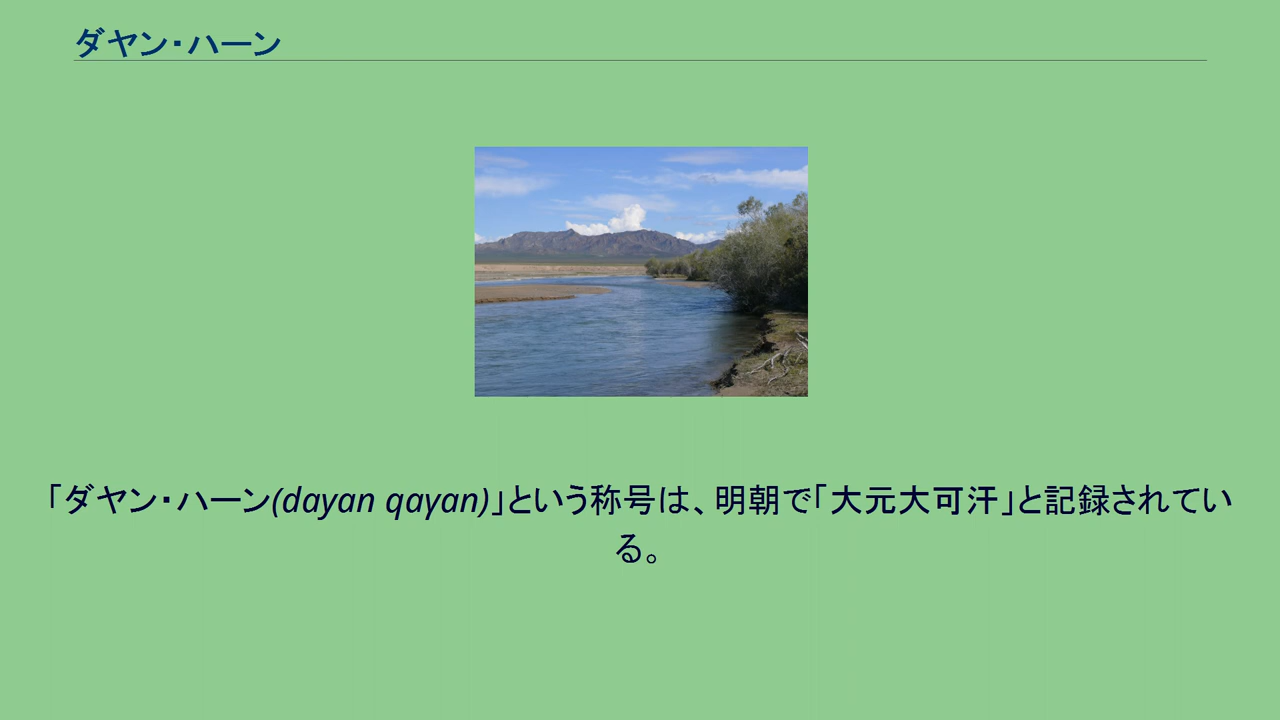 ダヤン・ハーン
「ダヤン・ハーン(dayan qayan)」という称号は、明朝で「大元大可汗」と記録されてい
る。